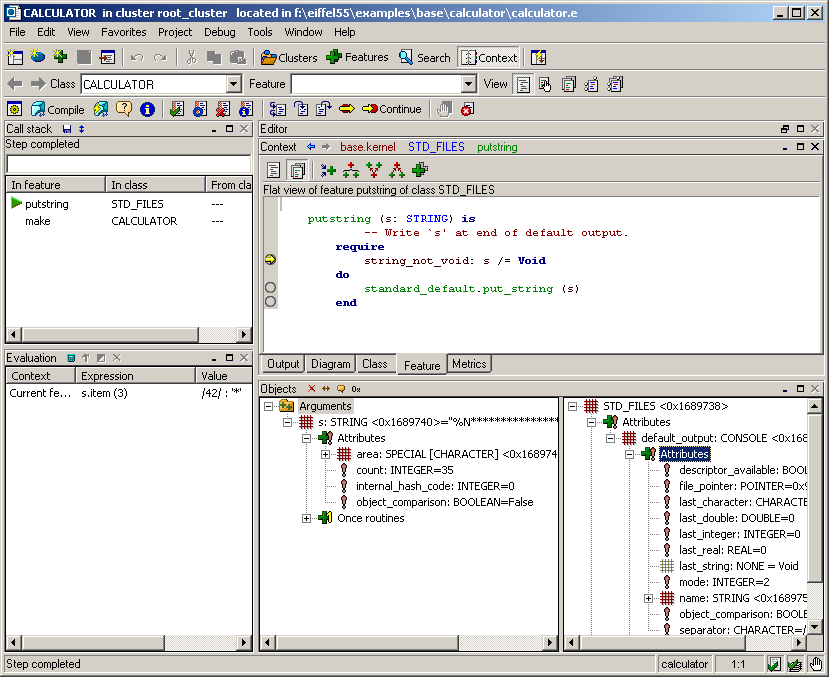 CALCULATOR in cluster root_cluster located in f:\eiffel55\examples\base\calculator\calculator.e
File Edit View Favorites Project Debug Tools Window Help
Clusters Features Search Context
Class CALCULATOR Feature View
Compile Continue
Call stack
Step completed
In feature In class From cla
putstring STD_FILES ---
make CALCULATOR ---
Editor
Context base.kernel STD_FILES putstring
Flat view of feature putstring of class STD_FILES
putstring (s: STRING) is
-- Write `s' at end of default output.
require
string_not_void: s /= Void
do
standard_default.put_string (s)
end
Output Diagram Class Feature Metrics
Evaluation
Context Expression Value
Current fe... s.item (3) /42/ : '*'
Objects 0x
Arguments
s: STRING <0x1689740>="%N****************
Attributes
area: SPECIAL [CHARACTER] <0x168974
count: INTEGER=35
internal_hash_code: INTEGER=0
object_comparison: BOOLEAN=False
Once routines
STD_FILES <0x1689738>
Attributes
default_output: CONSOLE <0x168
Attributes
descriptor_available: BOOL
file_pointer: POINTER=0x9
last_character: CHARACTE
last_double: DOUBLE=0
last_integer: INTEGER=0
last_real: REAL=0
last_string: NONE = Void
mode: INTEGER=2
name: STRING <0x168975
object_comparison: BOOLE
separator: CHARACTER=/
Step completed calculator 1:1